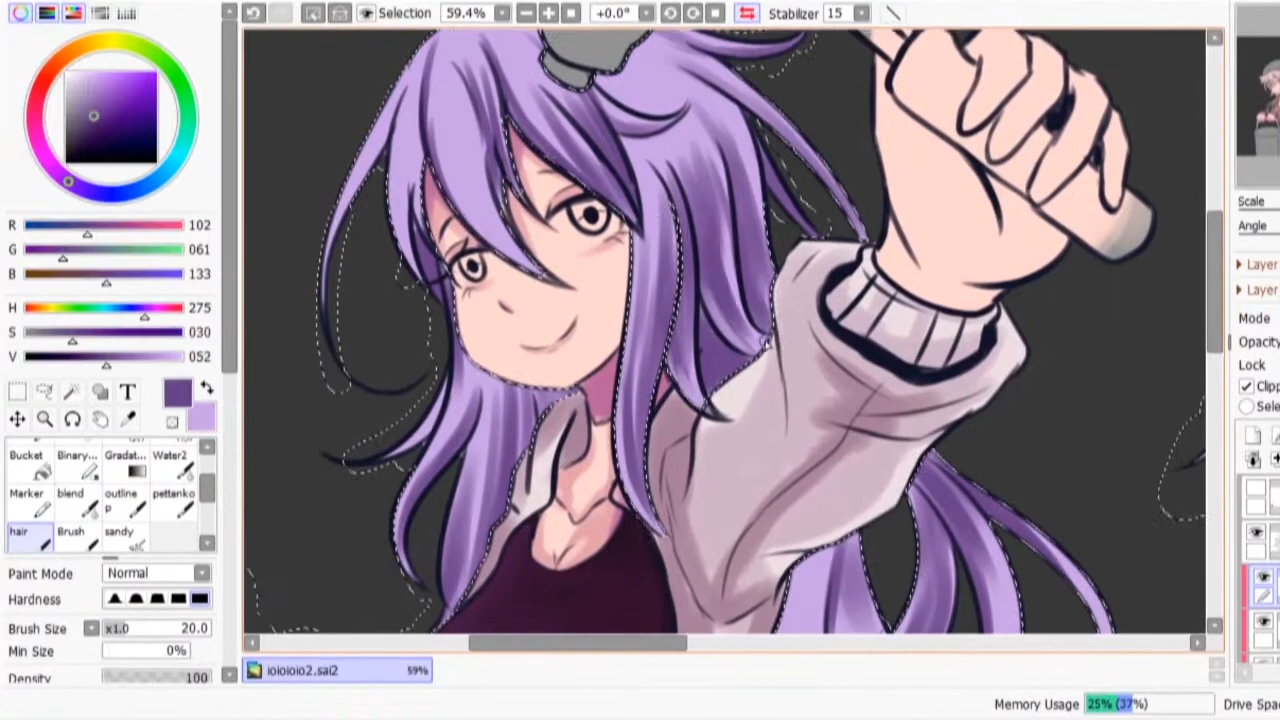 Selection 59.4% +0.0° Stabilizer 15
R 102
G 061
B 133
H 275
S 030
V 052
T
Bucket Binary... Gradat... Water2
Marker blend outline p pettanko
hair Brush sandy
Paint Mode Normal
Hardness
Brush Size x1.0 20.0
Min Size 0%
Density 100
ioioioio2.sai2 59%
Memory Usage 25% (37%) Drive Spa
Scale
Angle
Layer
Layer
Mode
Opacity
Lock
Clipp
Sele